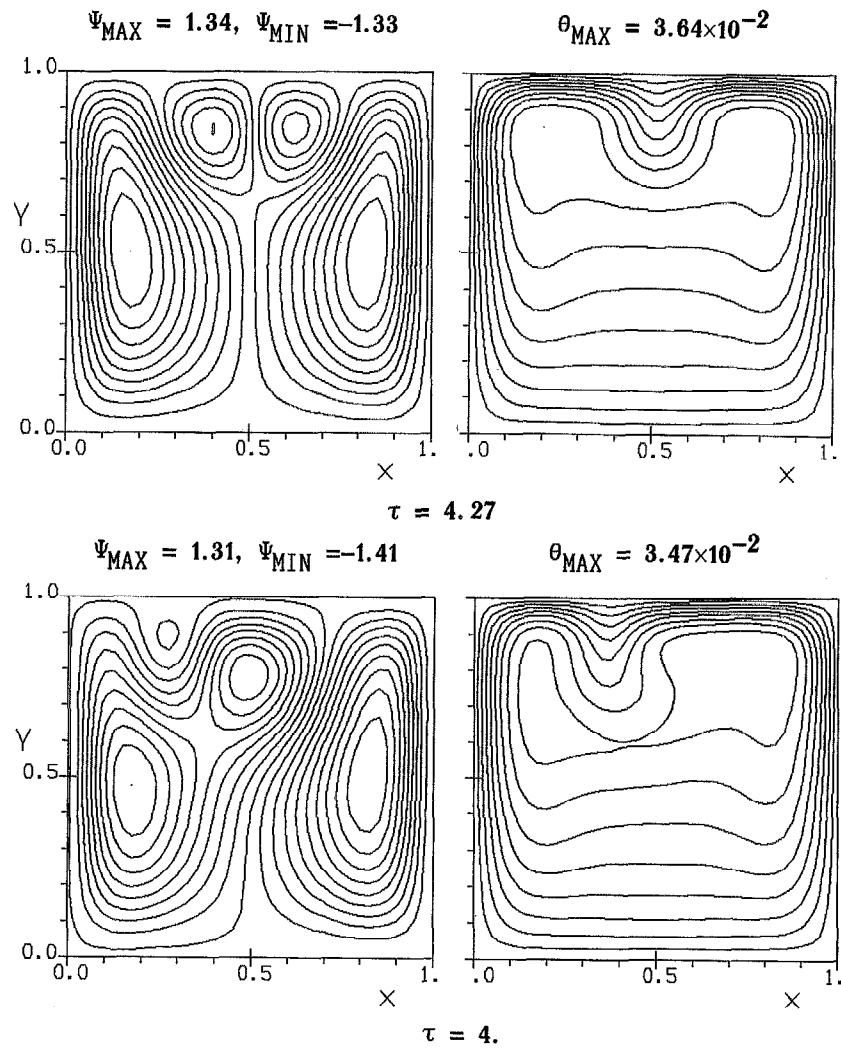 Ψ_MAX = 1.34, Ψ_MIN =-1.33
θ_MAX = 3.64×10⁻²
1.0
Y
0.5
0.0
0.0 0.5 1.
X
.0 0.5 1.
X
τ = 4.27
Ψ_MAX = 1.31, Ψ_MIN =-1.41
θ_MAX = 3.47×10⁻²
1.0
Y
0.5
0.0
0.0 0.5 1.
X
.0 0.5 1.
X
τ = 4.